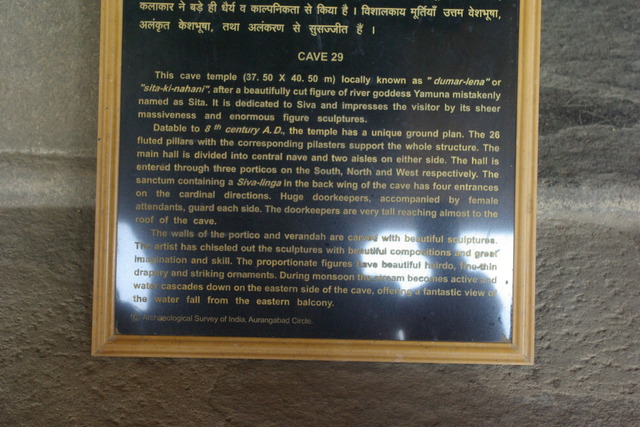 कलाकार ने बड़े ही धैर्य व काल्पनिकता से किया है । विशालकाय मूर्तियाँ उत्तम वेशभूषा,
अलंकृत केशभूषा, तथा अलंकरण से सुसज्जीत हैं ।
CAVE 29
This cave temple (37. 50 X 40. 50 m) locally known as " dumar-lena" or
"sita-ki-nahani", after a beautifully cut figure of river goddess Yamuna mistakenly
named as Sita. It is dedicated to Siva and impresses the visitor by its sheer
massiveness and enormous figure sculptures.
Datable to 8 th century A.D., the temple has a unique ground plan. The 26
fluted pillars with the corresponding pilasters support the whole structure. The
main hall is divided into central nave and two aisles on either side. The hall is
entered through three porticos on the South, North and West respectively. The
sanctum containing a Siva-linga in the back wing of the cave has four entrances
on the cardinal directions. Huge doorkeepers, accompanied by female
attendants, guard each side. The doorkeepers are very tall reaching almost to the
roof of the cave.
The walls of the portico and verandah are carved with beautiful sculptures.
The artist has chiseled out the sculptures with beautiful compositions and great
imagination and skill. The proportionate figures have beautiful hairdo, fine-thin
drapery and striking ornaments. During monsoon the stream becomes active and
water cascades down on the eastern side of the cave, offering a fantastic view of
the water fall from the eastern balcony.
© Archaeological Survey of India, Aurangabad Circle.